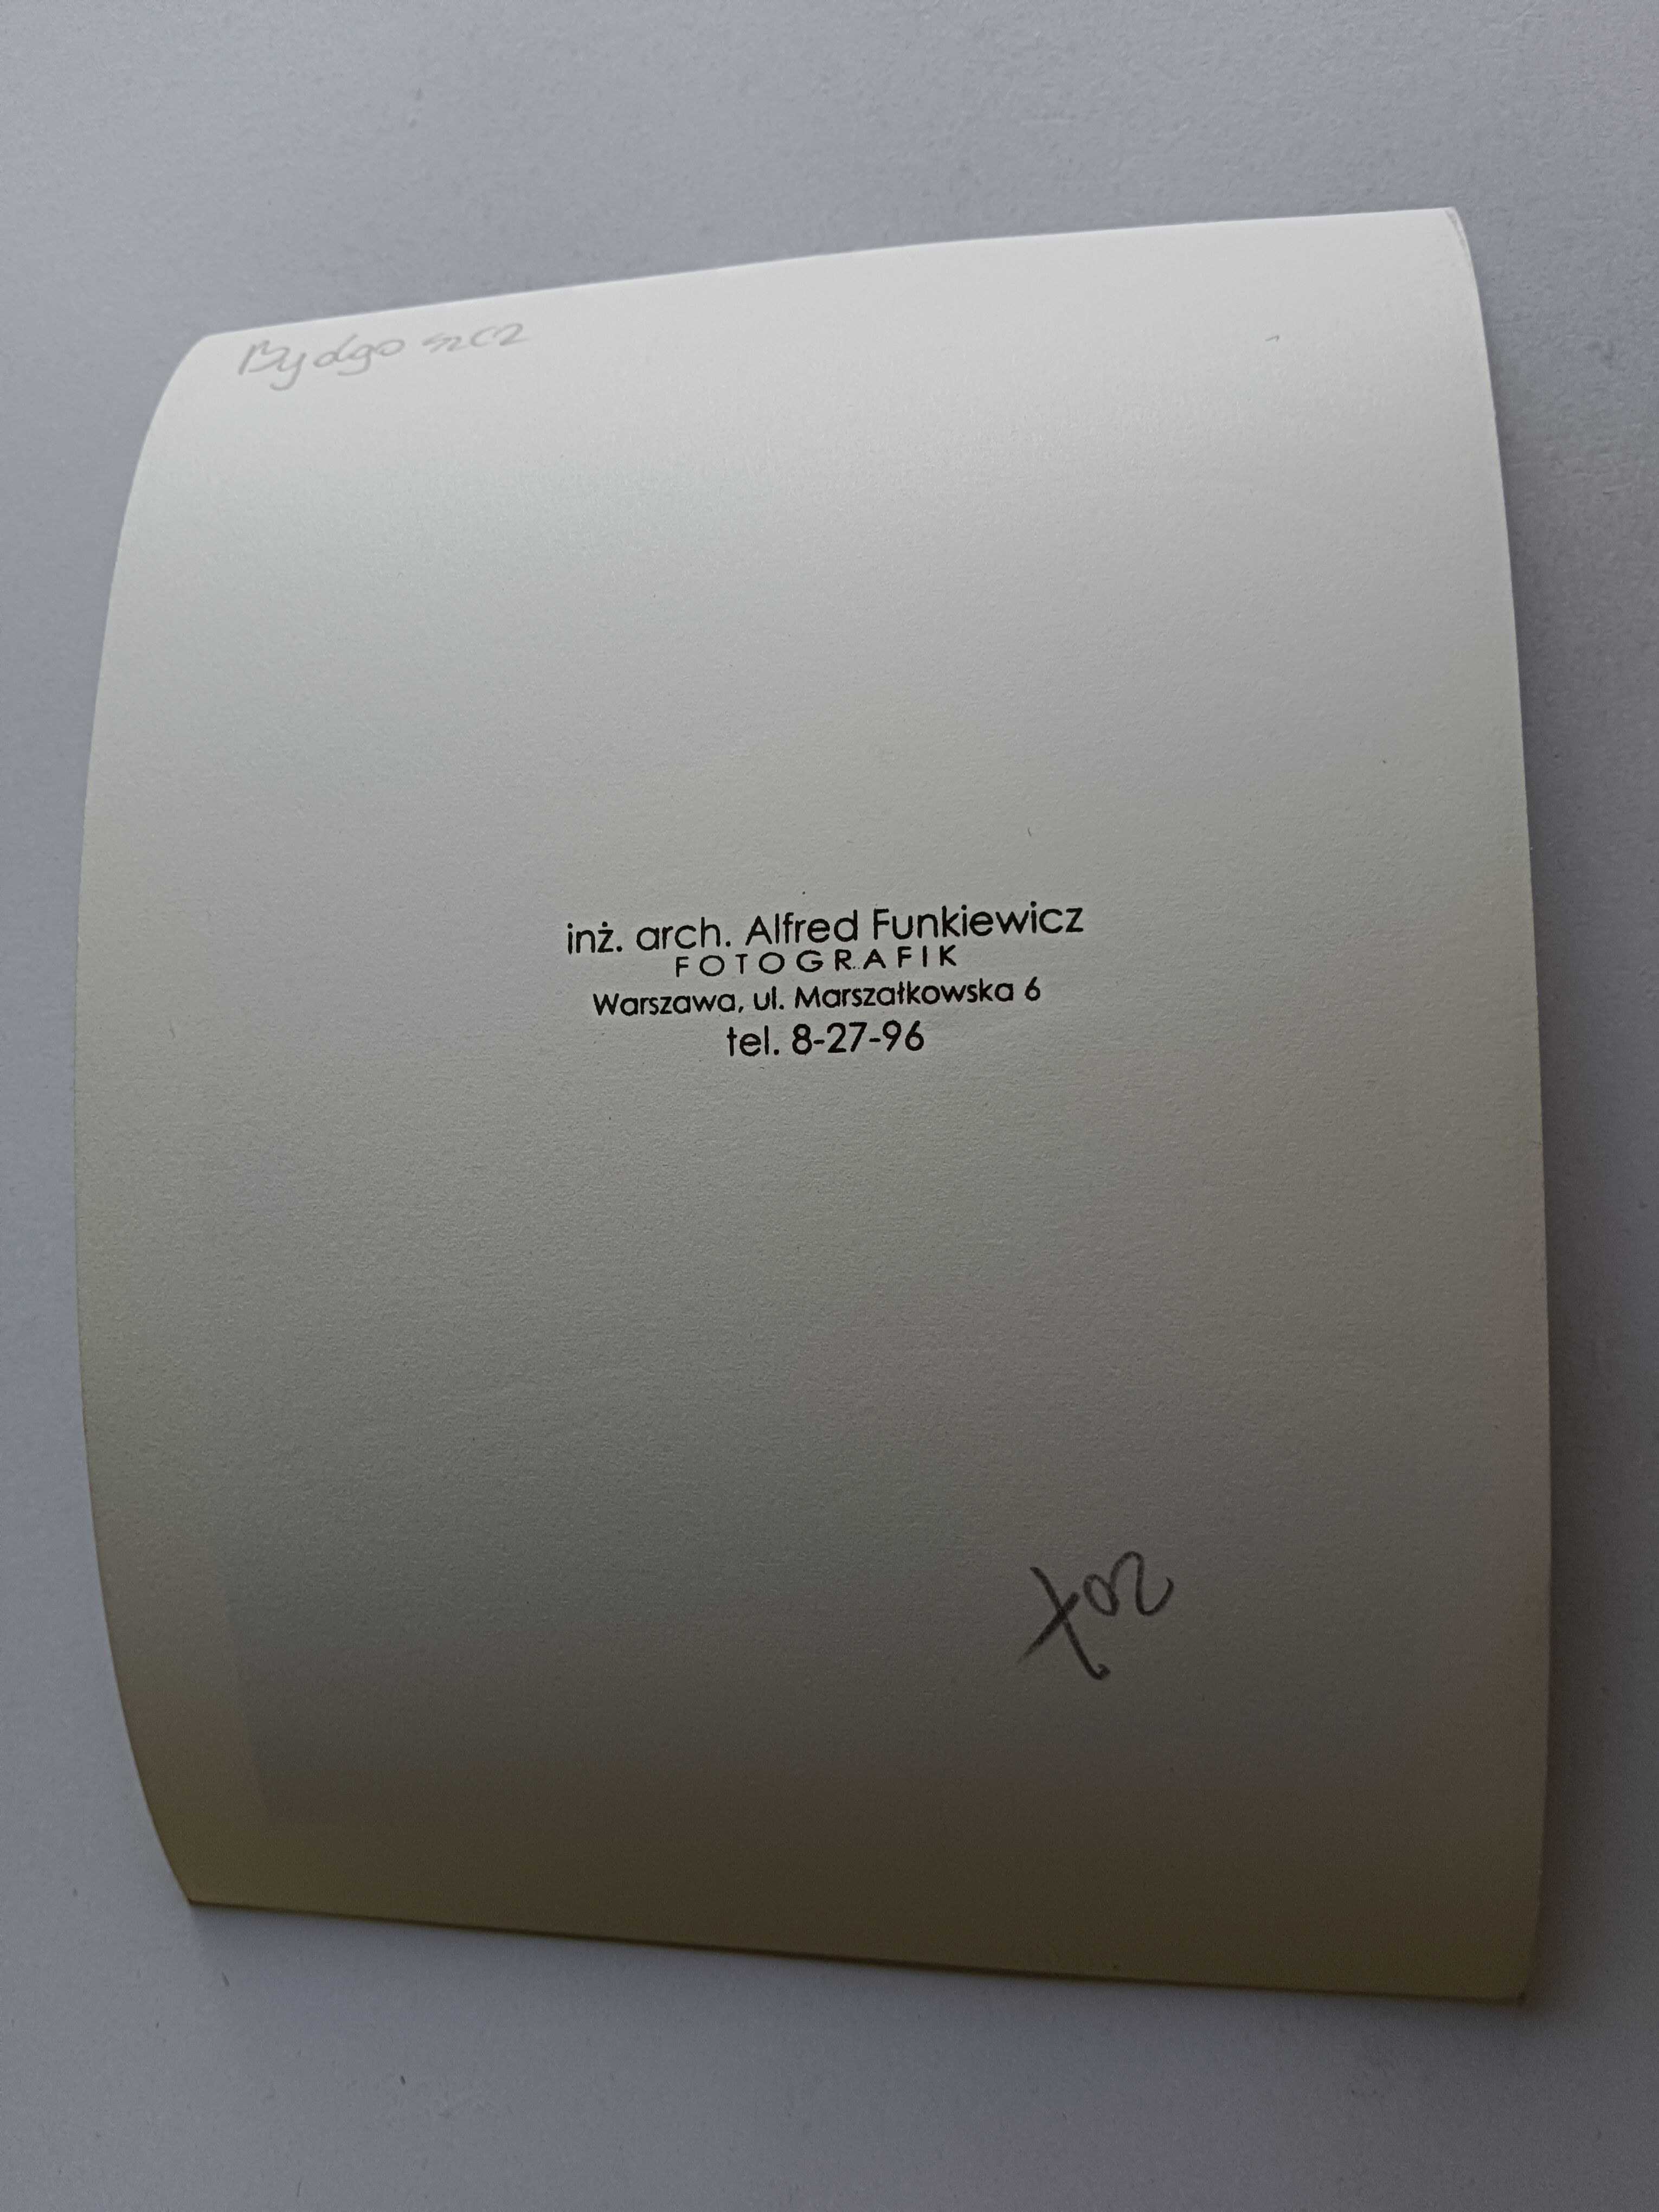 Bydgoszcz
inż. arch. Alfred Funkiewicz
FOTOGRAFIK
Warszawa, ul. Marszałkowska 6
tel. 8-27-96